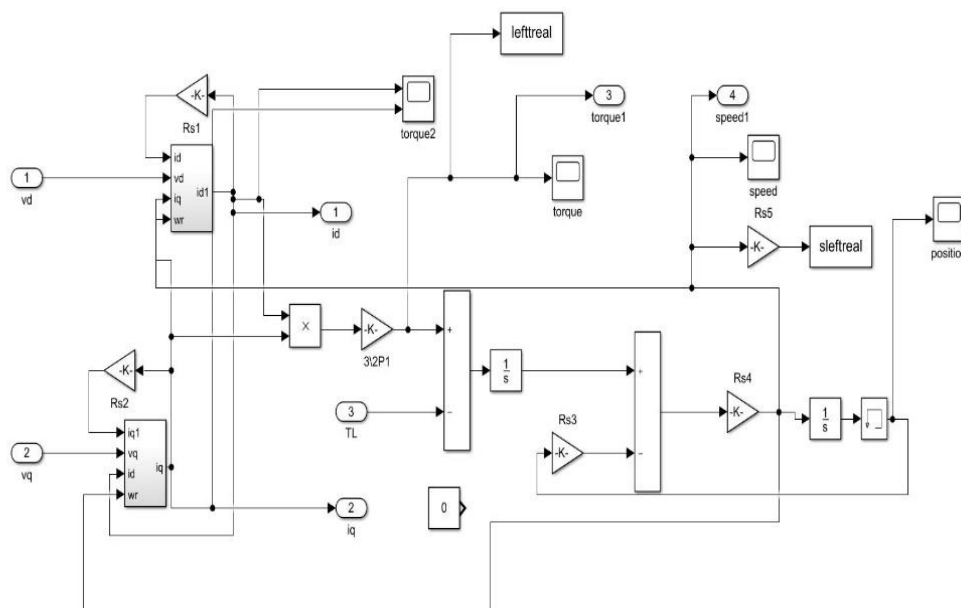 lefttreal
-K-
Rs1
torque2
3
torque1
4
speed1
id
vd
iq
wr
id1
1
vd
1
id
torque
speed
Rs5
-K-
sleftreal
position
×
-K-
3\2P1
+
−
1
s
+
−
Rs4
-K-
1
s
-K-
Rs2
3
TL
Rs3
-K-
iq1
vq
id
wr
iq
2
vq
2
iq
0